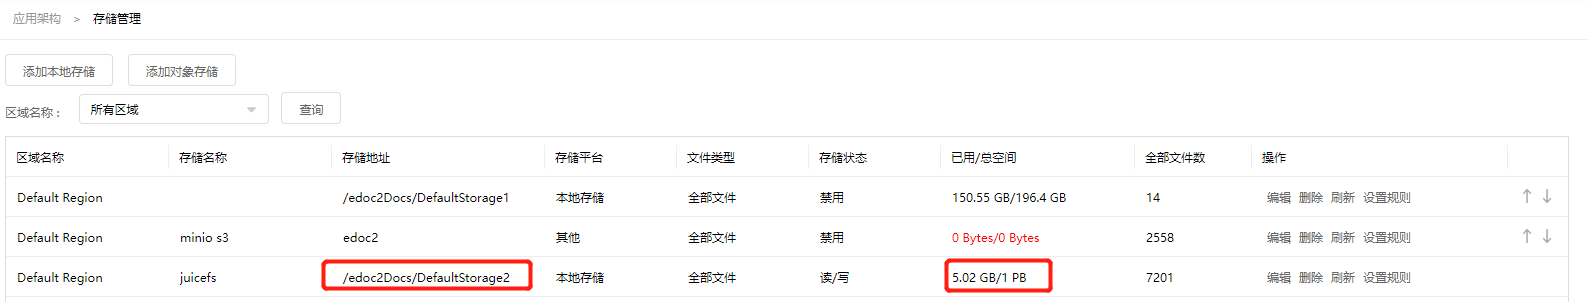 应用架构 > 存储管理
添加本地存储 添加对象存储
区域名称： 所有区域 查询
区域名称 存储名称 存储地址 存储平台 文件类型 存储状态 已用/总空间 全部文件数 操作
Default Region /edoc2Docs/DefaultStorage1 本地存储 全部文件 禁用 150.55 GB/196.4 GB 14 编辑 删除 刷新 设置规则 ↑ ↓
Default Region minio s3 edoc2 其他 全部文件 禁用 0 Bytes/0 Bytes 2558 编辑 删除 刷新 设置规则 ↑ ↓
Default Region juicefs /edoc2Docs/DefaultStorage2 本地存储 全部文件 读/写 5.02 GB/1 PB 7201 编辑 删除 刷新 设置规则